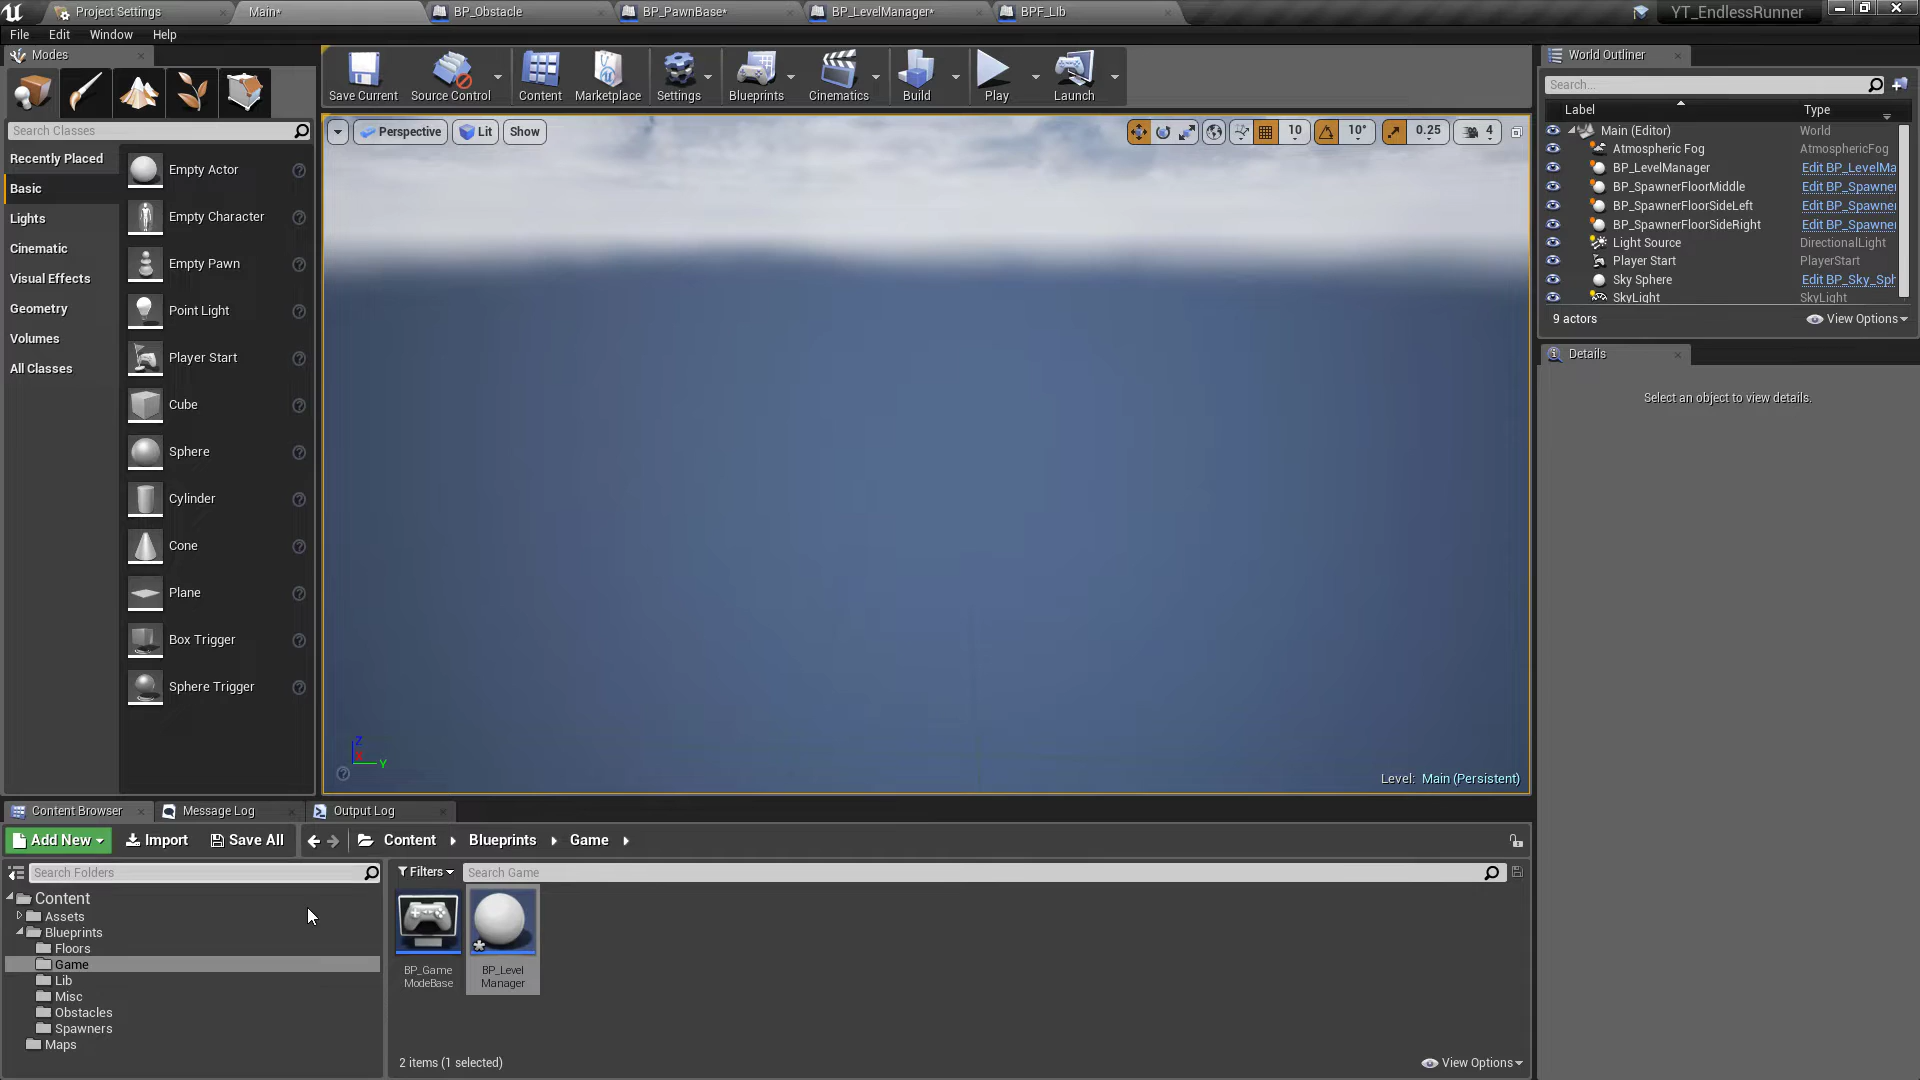 Project Settings
Main*
BP_Obstacle
BP_PawnBase*
BP_LevelManager*
BPF_LIb
YT_EndlessRunner
File
Edit
Window
Help
Modes
Search Classes
Recently Placed
Basic
Lights
Cinematic
Visual Effects
Geometry
Volumes
All Classes
Empty Actor
Empty Character
Empty Pawn
Point Light
Player Start
Cube
Sphere
Cylinder
Cone
Plane
Box Trigger
Sphere Trigger
Save Current
Source Control
Content
Marketplace
Settings
Blueprints
Cinematics
Build
Play
Launch
Perspective
Lit
Show
10
10°
0.25
4
Z
X
Y
Level: Main (Persistent)
World Outliner
Search...
Label
Type
Main (Editor)
World
Atmospheric Fog
AtmosphericFog
BP_LevelManager
Edit BP_LevelMa
BP_SpawnerFloorMiddle
Edit BP_Spawner
BP_SpawnerFloorSideLeft
Edit BP_Spawner
BP_SpawnerFloorSideRight
Edit BP_Spawner
Light Source
DirectionalLight
Player Start
PlayerStart
Sky Sphere
Edit BP_Sky_Sph
SkyLight
SkyLight
9 actors
View Options
Details
Select an object to view details.
Content Browser
Message Log
Output Log
Add New
Import
Save All
Content
Blueprints
Game
Search Folders
Filters
Search Game
Content
Assets
Blueprints
Floors
Game
Lib
Misc
Obstacles
Spawners
Maps
BP_Game
ModeBase
BP_Level
Manager
2 items (1 selected)
View Options